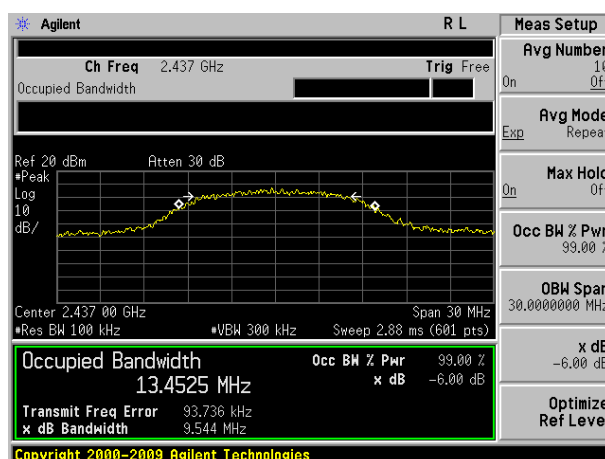 Agilent R L Meas Setup
Avg Number
10
On Of
Ch Freq 2.437 GHz Trig Free
Occupied Bandwidth
Avg Mode
Exp Repea
Ref 20 dBm Atten 30 dB
#Peak
Log
10
dB/
Max Hold
On Of
Occ BW % Pwr
99.00 %
OBW Span
30.0000000 MHz
Center 2.437 00 GHz Span 30 MHz
#Res BW 100 kHz #VBW 300 kHz Sweep 2.88 ms (601 pts)
x dB
-6.00 dB
Occupied Bandwidth Occ BW % Pwr 99.00 %
13.4525 MHz x dB -6.00 dB
Transmit Freq Error 93.736 kHz
x dB Bandwidth 9.544 MHz
Optimize
Ref Leve
Copyright 2000-2009 Agilent Technologies